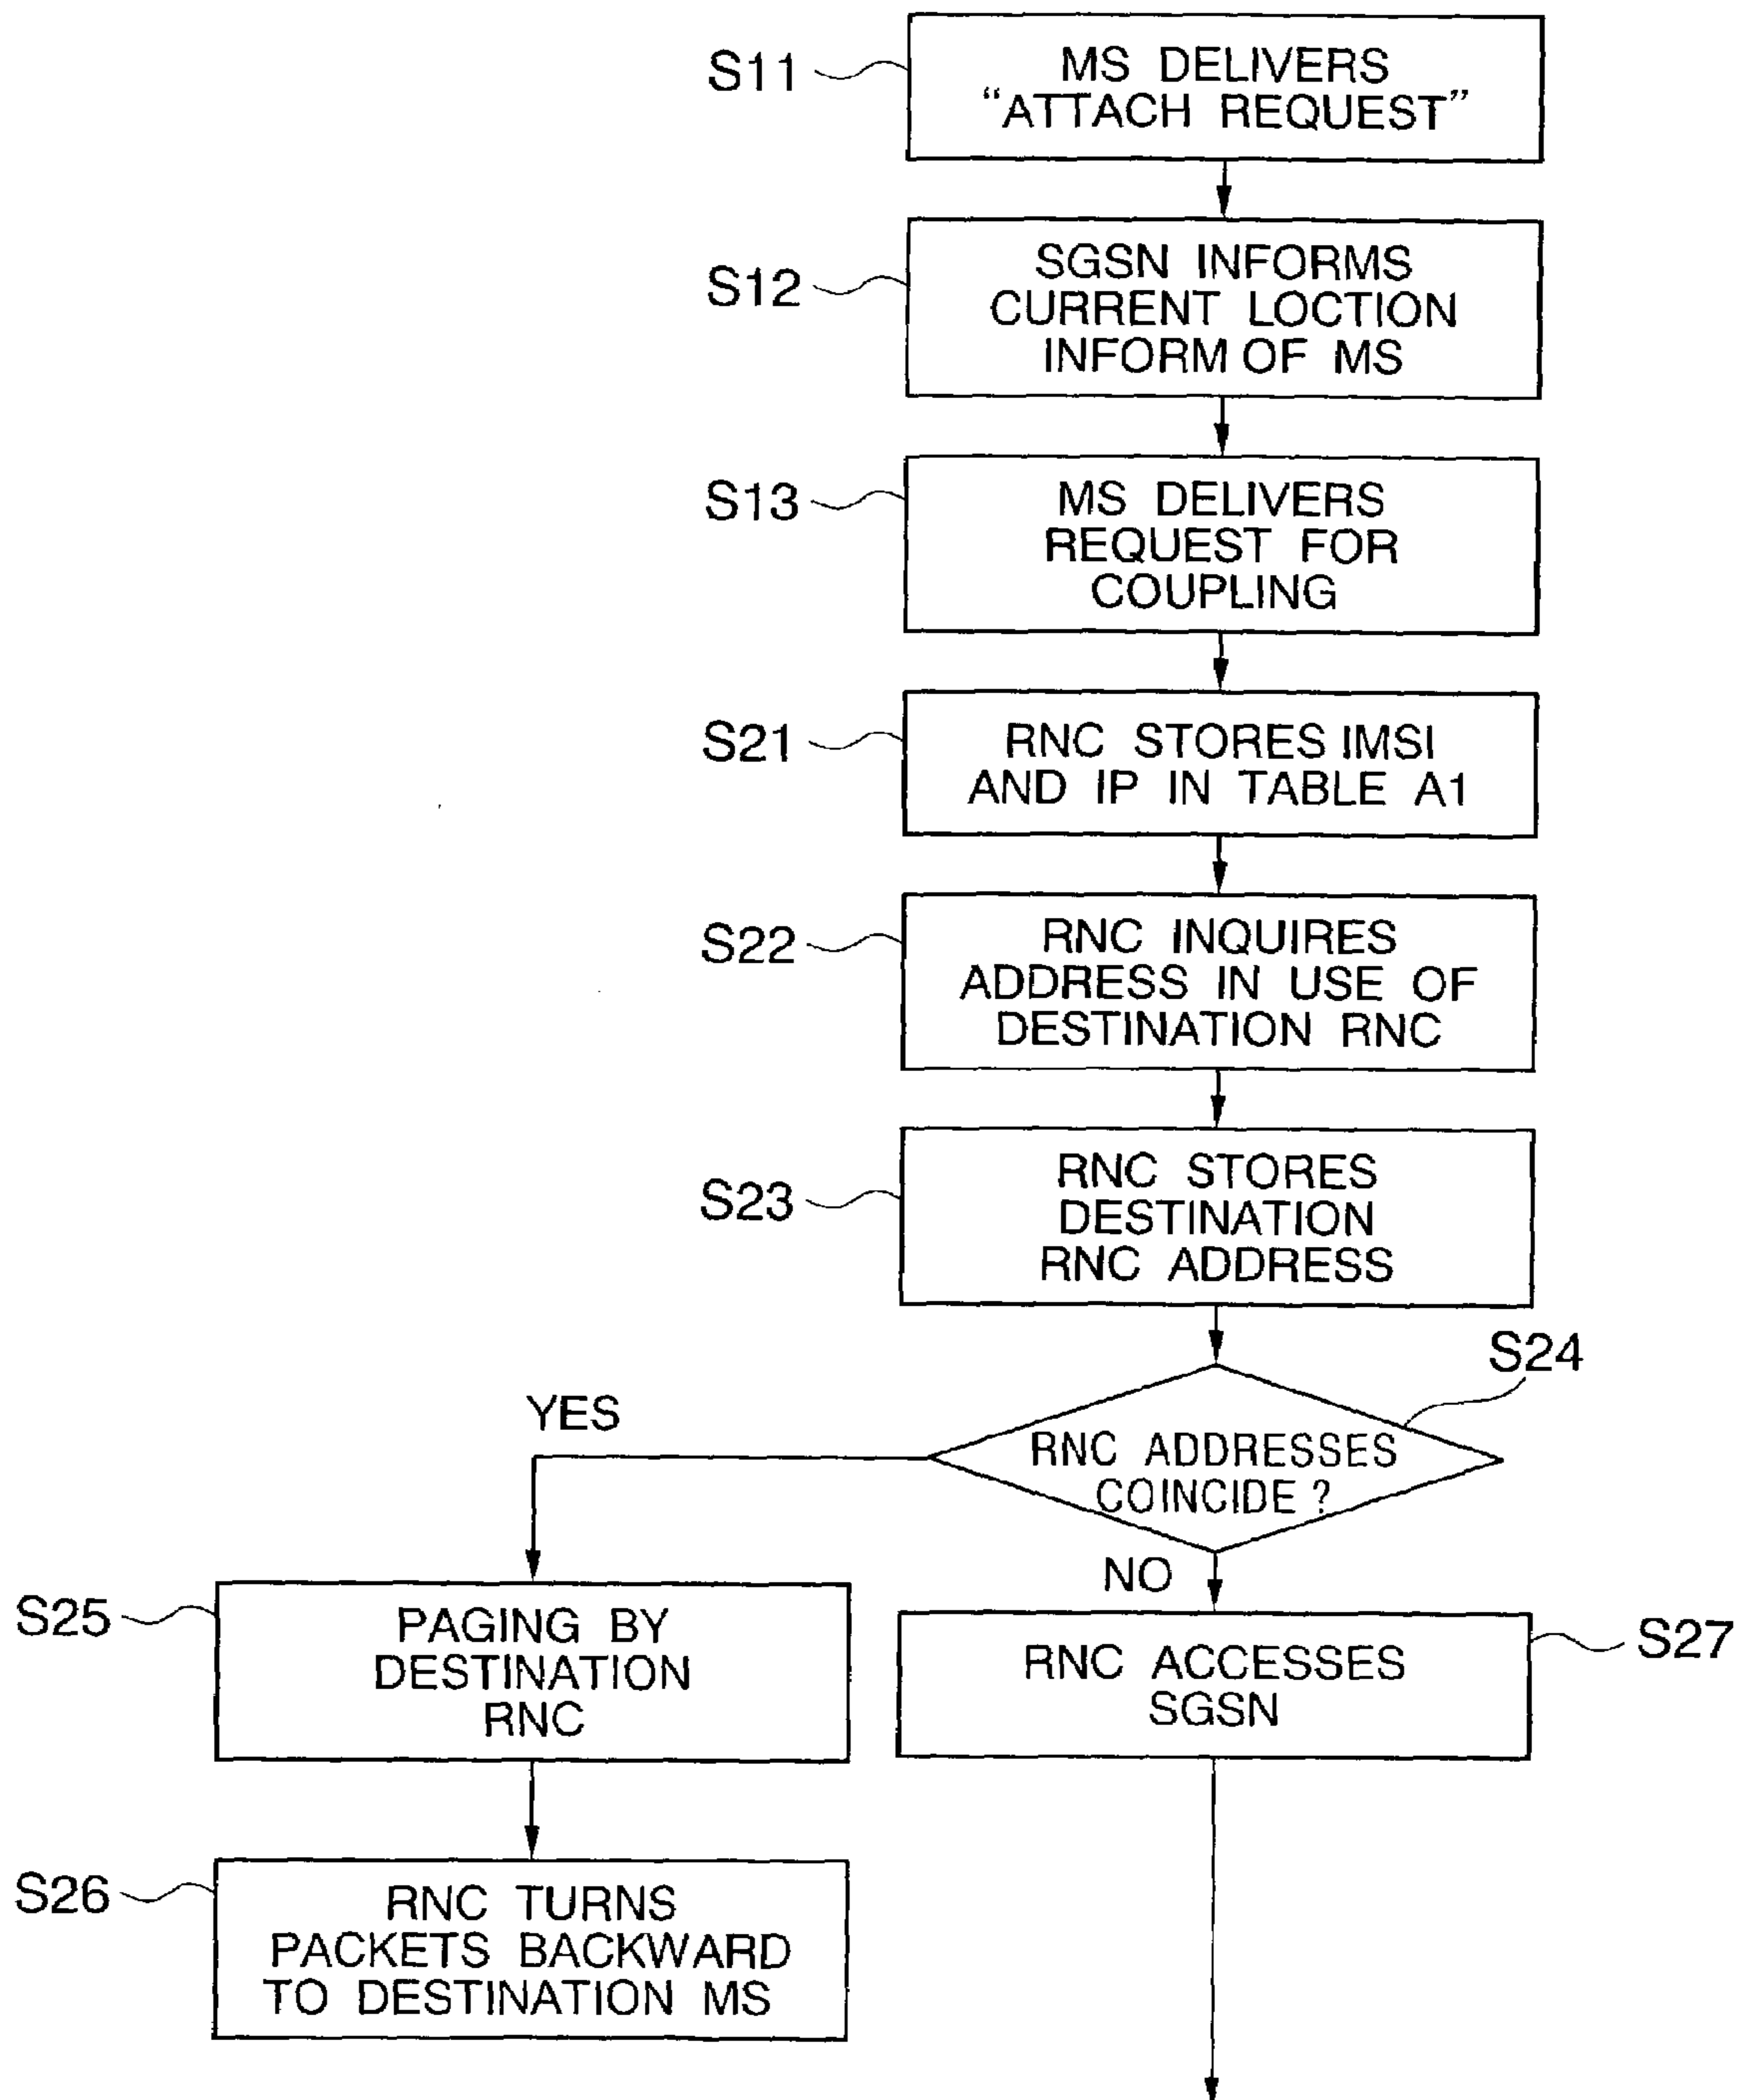 S11
MS DELIVERS
“ATTACH REQUEST”
S12
SGSN INFORMS
CURRENT LOCTION
INFORM OF MS
S13
MS DELIVERS
REQUEST FOR
COUPLING
S21
RNC STORES IMSI
AND IP IN TABLE A1
S22
RNC INQUIRES
ADDRESS IN USE OF
DESTINATION RNC
S23
RNC STORES
DESTINATION
RNC ADDRESS
S24
RNC ADDRESSES
COINCIDE ?
YES
NO
S25
PAGING BY
DESTINATION
RNC
S27
RNC ACCESSES
SGSN
S26
RNC TURNS
PACKETS BACKWARD
TO DESTINATION MS